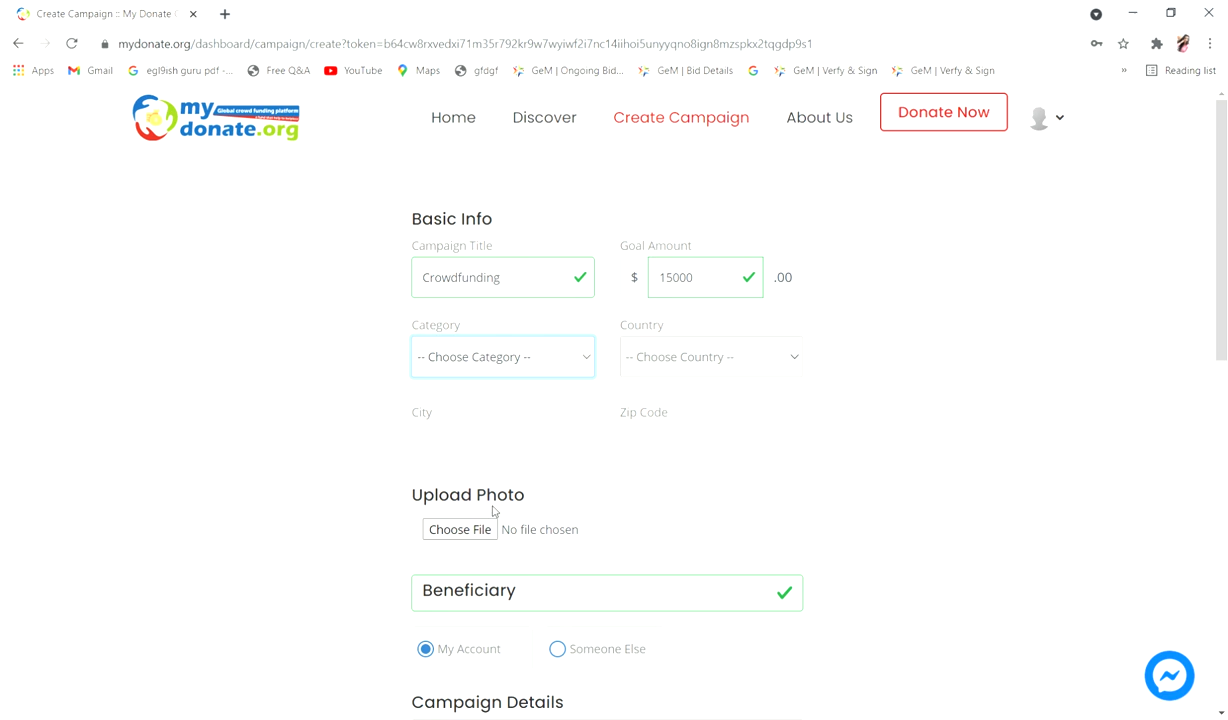 Create Campaign :: My Donate
mydonate.org/dashboard/campaign/create?token=b64cw8rxvedxi71m35r792kr9w7wyiwf2i7nc14iihoi5unyyqno8ign8mzspkx2tqgdp9s1
Apps Gmail egl9ish guru pdf -... Free Q&A YouTube Maps gfdgf GeM | Ongoing Bid... GeM | Bid Details GeM | Verfy & Sign GeM | Verfy & Sign » Reading list
my Global crowd funding platform
donate.org
Home Discover Create Campaign About Us Donate Now
Basic Info
Campaign Title Goal Amount
Crowdfunding $ 15000 .00
Category Country
-- Choose Category -- -- Choose Country --
City Zip Code
Upload Photo
Choose File No file chosen
Beneficiary
My Account Someone Else
Campaign Details